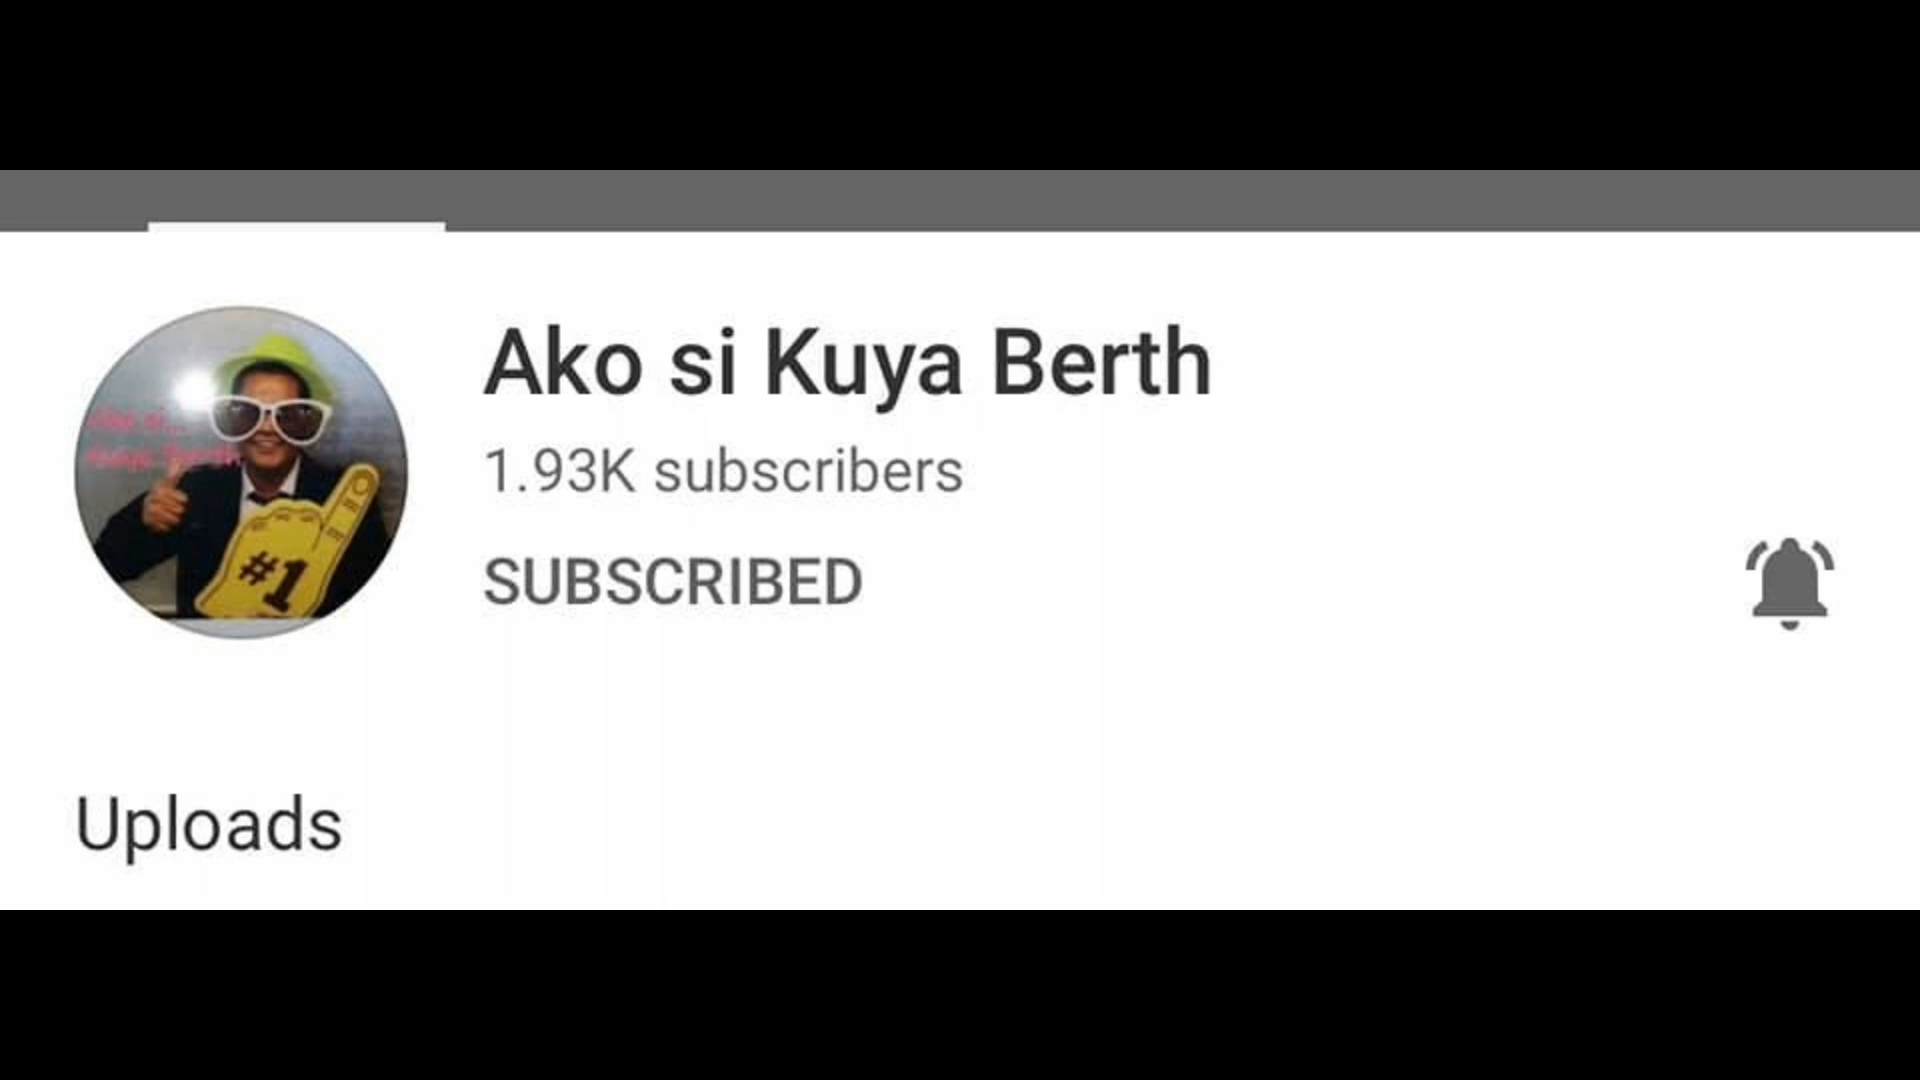 Ako si Kuya Berth
1.93K subscribers
SUBSCRIBED
#1
Uploads